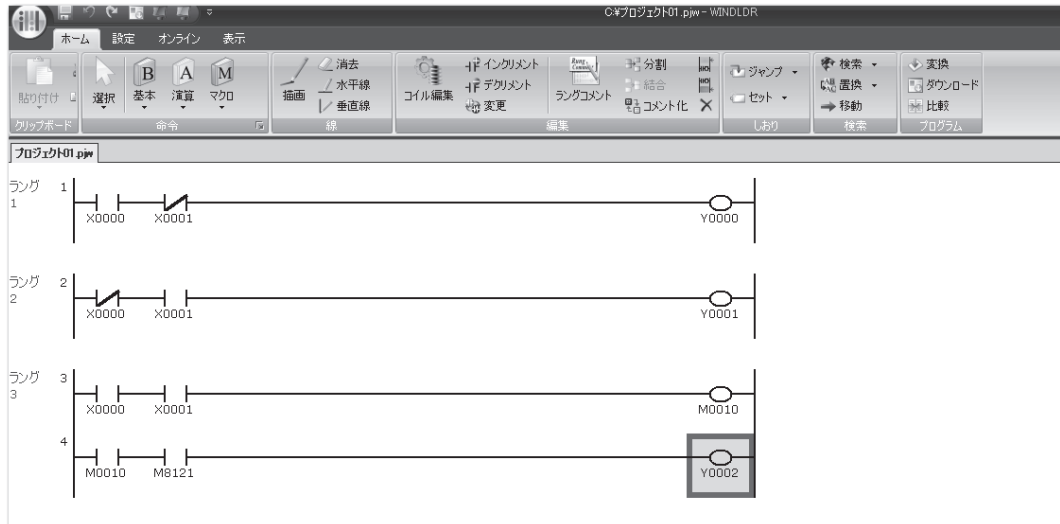 C:¥プロジェクト01.pjw - WINDLDR
ホーム 設定 オンライン 表示
貼り付け
選択
B 基本
A 演算
M マクロ
描画
消去
水平線
垂直線
コイル編集
インクリメント
デクリメント
変更
ラングコメント
分割
結合
コメント化
ジャンプ
セット
検索
置換
移動
変換
ダウンロード
比較
クリップボード 命令 線 編集 しおり 検索 プログラム
プロジェクト01.pjw
ラング 1
1
X0000 X0001 Y0000
ラング 2
2
X0000 X0001 Y0001
ラング 3
3
X0000 X0001 M0010
4
M0010 M8121 Y0002